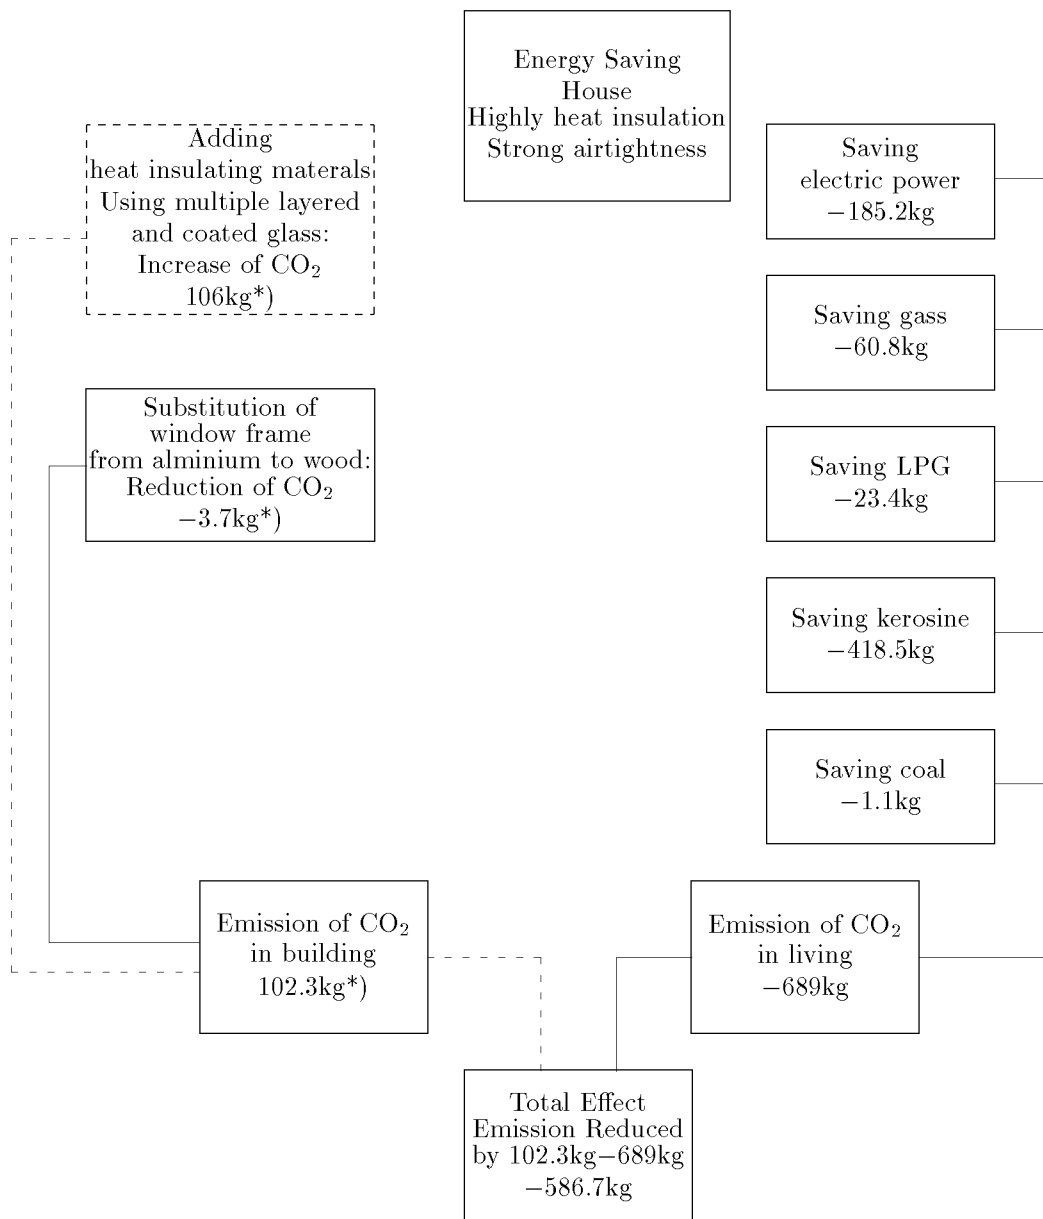 Energy Saving
House
Highly heat insulation
Strong airtightness
Adding
heat insulating materals
Using multiple layered
and coated glass:
Increase of CO₂
106kg*)
Substitution of
window frame
from alminium to wood:
Reduction of CO₂
−3.7kg*)
Saving
electric power
−185.2kg
Saving gass
−60.8kg
Saving LPG
−23.4kg
Saving kerosine
−418.5kg
Saving coal
−1.1kg
Emission of CO₂
in building
102.3kg*)
Emission of CO₂
in living
−689kg
Total Effect
Emission Reduced
by 102.3kg−689kg
−586.7kg